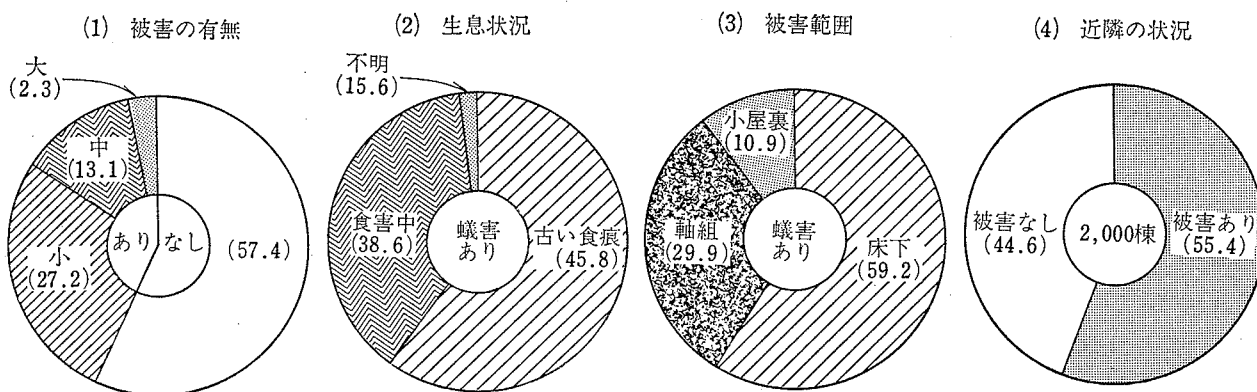 (1) 被害の有無
大
(2.3)
中
(13.1)
小
(27.2)
あり
なし
(57.4)
(2) 生息状況
不明
(15.6)
食害中
(38.6)
蟻害
あり
古い食痕
(45.8)
(3) 被害範囲
小屋裏
(10.9)
軸組
(29.9)
蟻害
あり
床下
(59.2)
(4) 近隣の状況
被害なし
(44.6)
2,000棟
被害あり
(55.4)